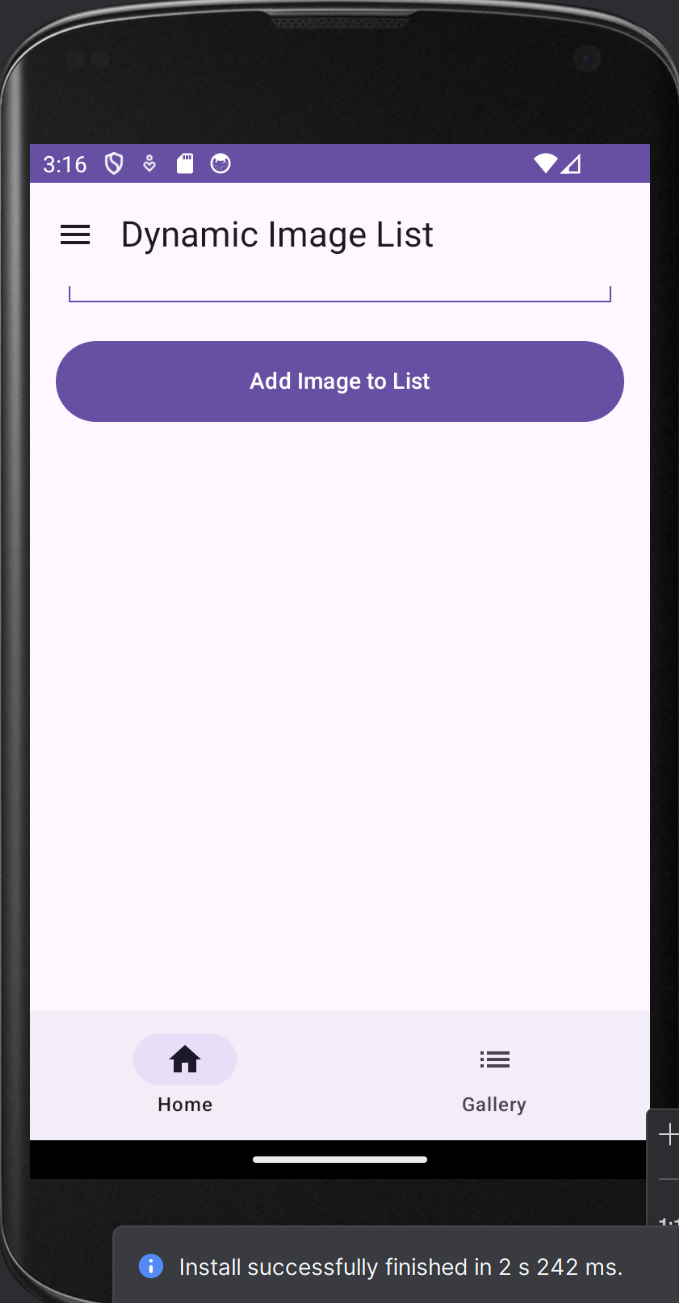 3:16
Dynamic Image List
Add Image to List
Home
Gallery
Install successfully finished in 2 s 242 ms.